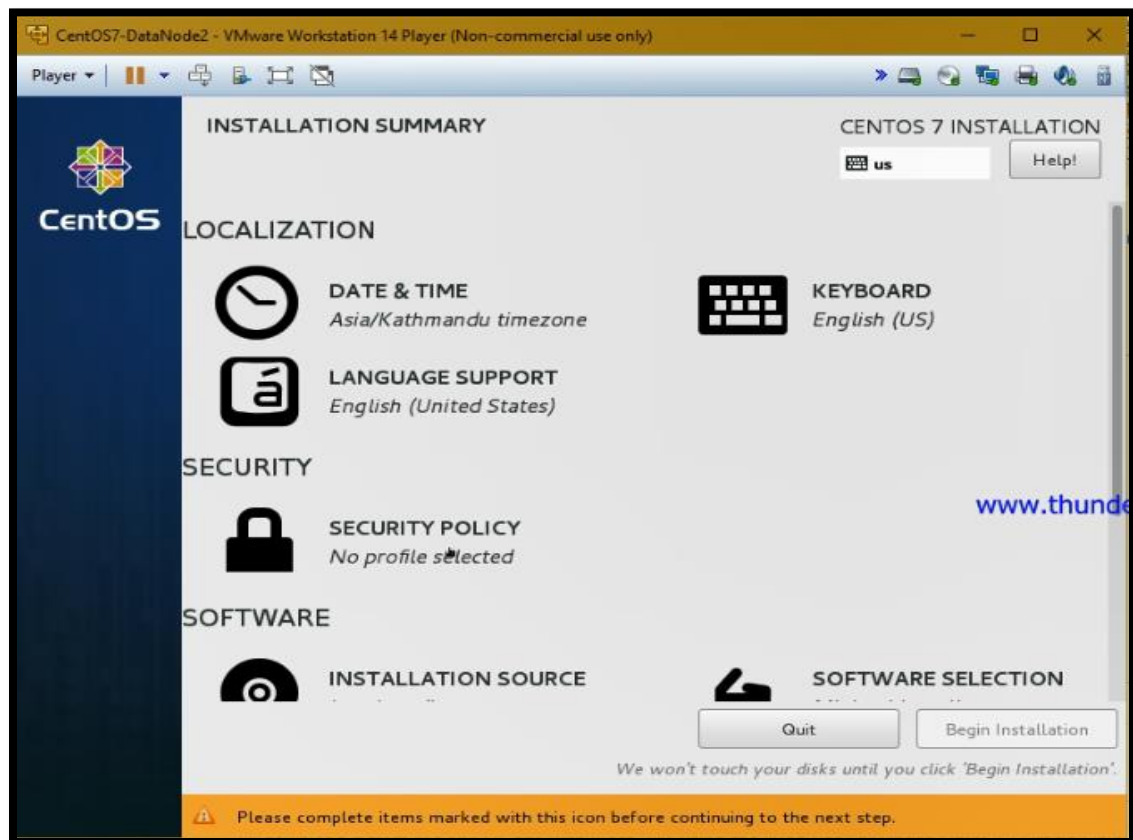 CentOS7-DataNode2 - VMware Workstation 14 Player (Non-commercial use only)
Player
INSTALLATION SUMMARY
CENTOS 7 INSTALLATION
us
Help!
CentOS
LOCALIZATION
DATE & TIME
Asia/Kathmandu timezone
KEYBOARD
English (US)
LANGUAGE SUPPORT
English (United States)
SECURITY
www.thunde
SECURITY POLICY
No profile selected
SOFTWARE
INSTALLATION SOURCE
SOFTWARE SELECTION
Quit
Begin Installation
We won't touch your disks until you click 'Begin Installation'.
Please complete items marked with this icon before continuing to the next step.